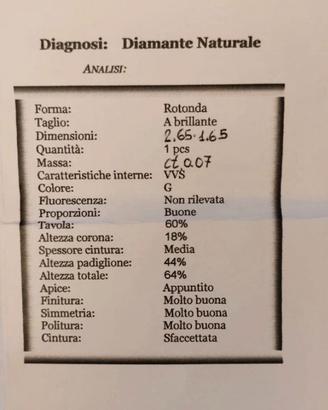 Diagnosi: Diamante Naturale
ANALISI:
Forma: Rotonda
Taglio: A brillante
Dimensioni: 2,65 · 1.65
Quantità: 1 pcs
Massa: ct 0.07
Caratteristiche interne: VVS
Colore: G
Fluorescenza: Non rilevata
Proporzioni: Buone
Tavola: 60%
Altezza corona: 18%
Spessore cintura: Media
Altezza padiglione: 44%
Altezza totale: 64%
Apice: Appuntito
Finitura: Molto buona
Simmetria: Molto buona
Politura: Molto buona
Cintura: Sfaccettata